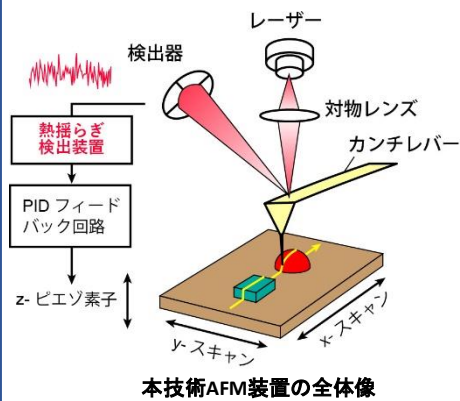 レーザー
検出器
対物レンズ
カンチレバー
熱揺らぎ
検出装置
PID フィード
バック回路
z- ピエゾ素子
y- スキャン
x- スキャン
本技術AFM装置の全体像